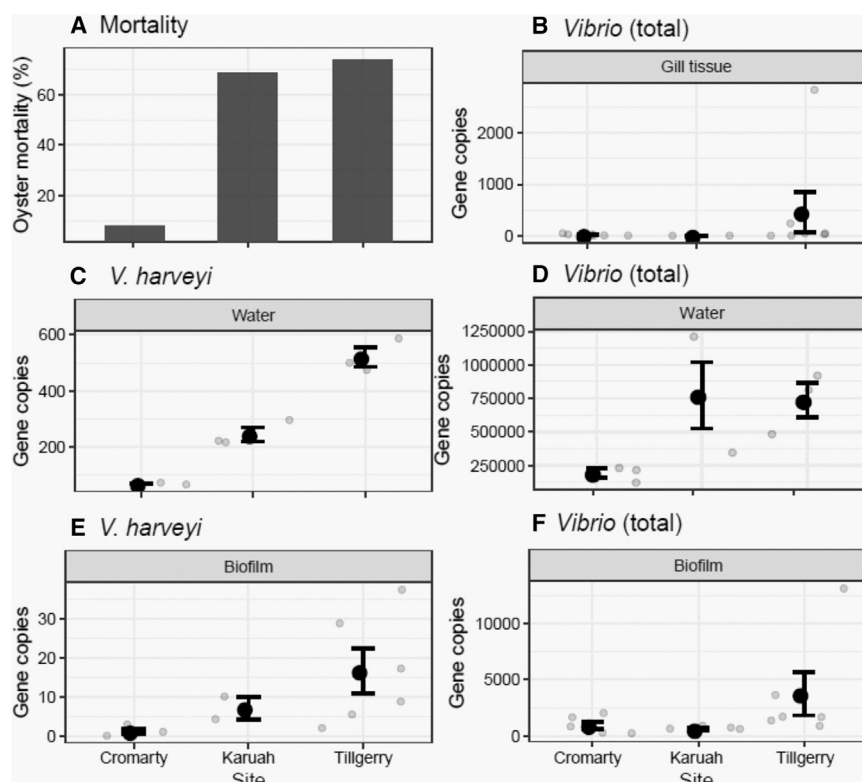 A Mortality
Oyster mortality (%)
60
40
20
B Vibrio (total)
Gill tissue
Gene copies
2000
1000
0
C V. harveyi
Water
Gene copies
600
400
200
D Vibrio (total)
Water
Gene copies
1250000
1000000
750000
500000
250000
E V. harveyi
Biofilm
Gene copies
30
20
10
0
Cromarty Karuah Tillgerry
Site
F Vibrio (total)
Biofilm
Gene copies
10000
5000
0
Cromarty Karuah Tillgerry
Site